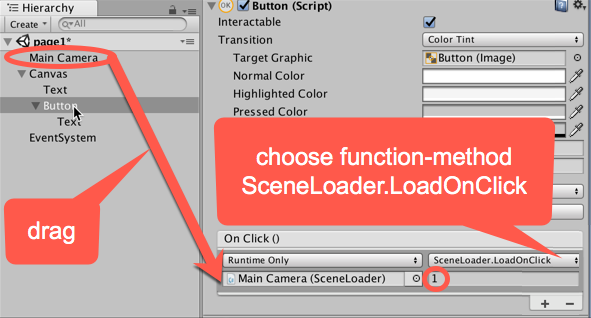 Hierarchy
Create
All
page1*
Main Camera
Canvas
Text
Button
Text
EventSystem
drag
OK
Button (Script)
Interactable
Transition
Color Tint
Target Graphic
Button (Image)
Normal Color
Highlighted Color
Pressed Color
choose function-method
SceneLoader.LoadOnClick
On Click ()
Runtime Only
SceneLoader.LoadOnClick
Main Camera (SceneLoader)
1